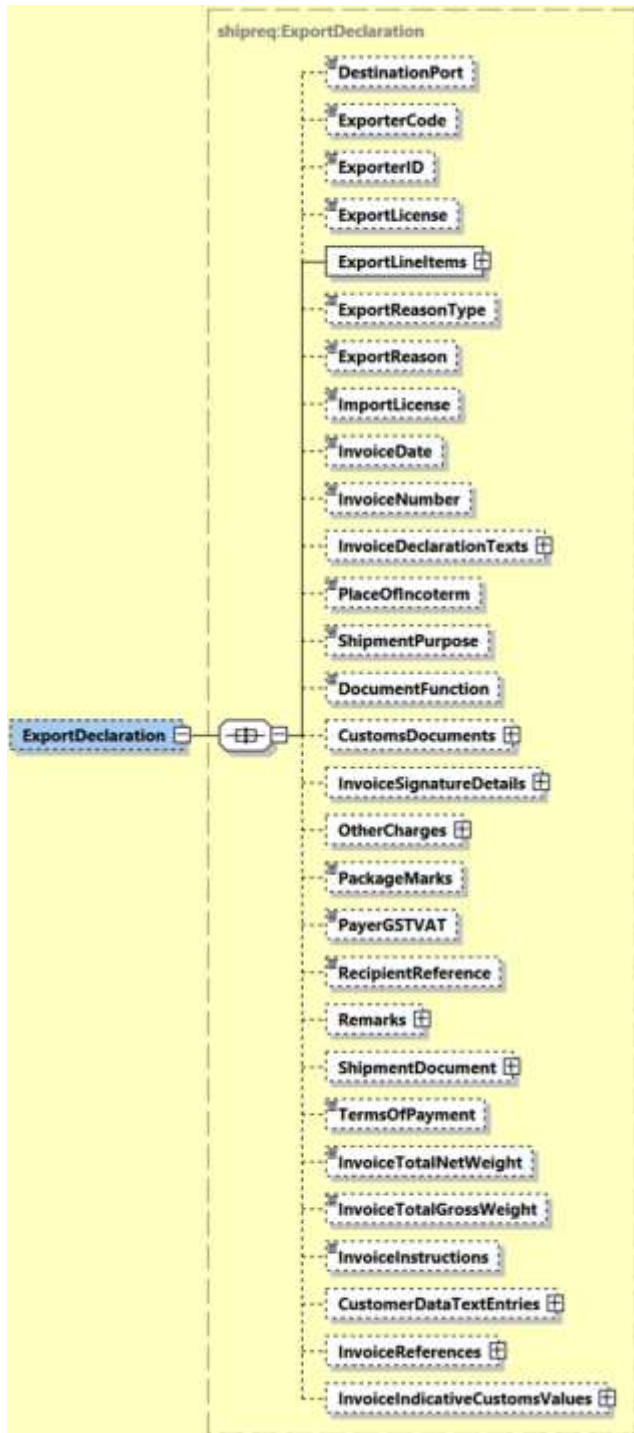 shipreq:ExportDeclaration
DestinationPort
ExporterCode
ExporterID
ExportLicense
ExportLineItems
ExportReasonType
ExportReason
ImportLicense
InvoiceDate
InvoiceNumber
InvoiceDeclarationTexts
PlaceOfIncoterm
ShipmentPurpose
DocumentFunction
ExportDeclaration
CustomsDocuments
InvoiceSignatureDetails
OtherCharges
PackageMarks
PayerGSTVAT
RecipientReference
Remarks
ShipmentDocument
TermsOfPayment
InvoiceTotalNetWeight
InvoiceTotalGrossWeight
InvoiceInstructions
CustomerDataTextEntries
InvoiceReferences
InvoiceIndicativeCustomsValues